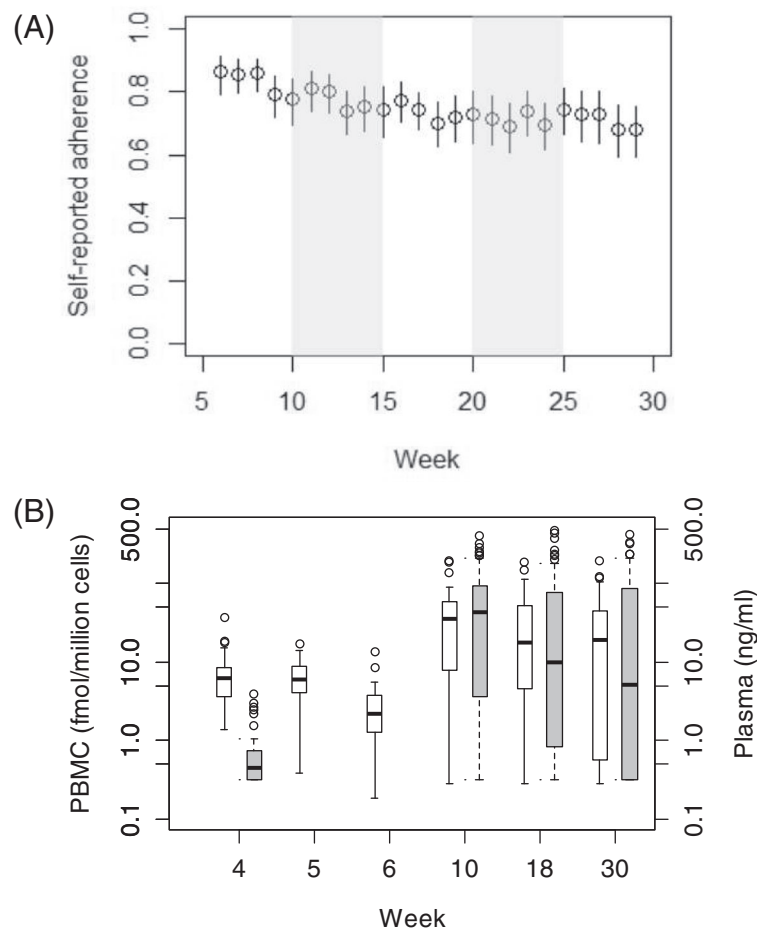 (A)
Self-reported adherence
1.0
0.8
0.6
0.4
0.2
0.0
5 10 15 20 25 30
Week
(B)
PBMC (fmol/million cells)
500.0
10.0
1.0
0.1
500.0
10.0
1.0
0.1
Plasma (ng/ml)
4 5 6 10 18 30
Week